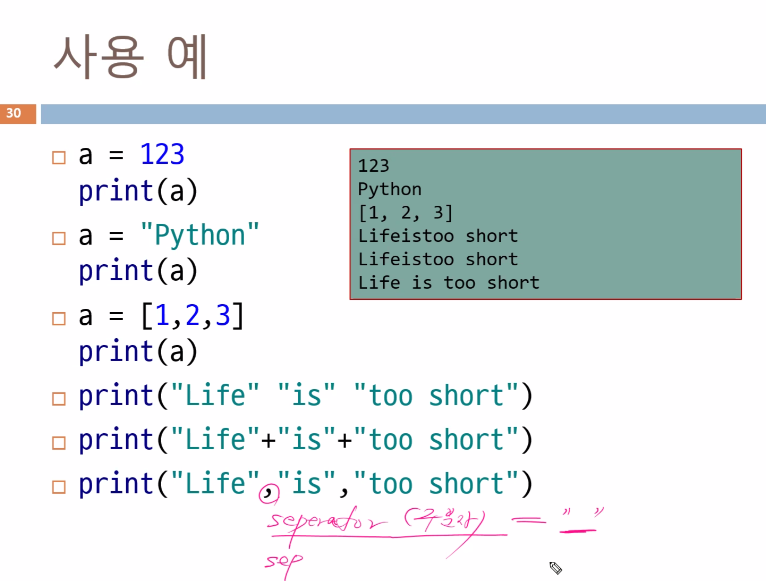 사용 예
30
a = 123
print(a)
a = "Python"
print(a)
a = [1,2,3]
print(a)
print("Life" "is" "too short")
print("Life"+"is"+"too short")
print("Life","is","too short")
123
Python
[1, 2, 3]
Lifeistoo short
Lifeistoo short
Life is too short
seperator (구분자) = " "
sep